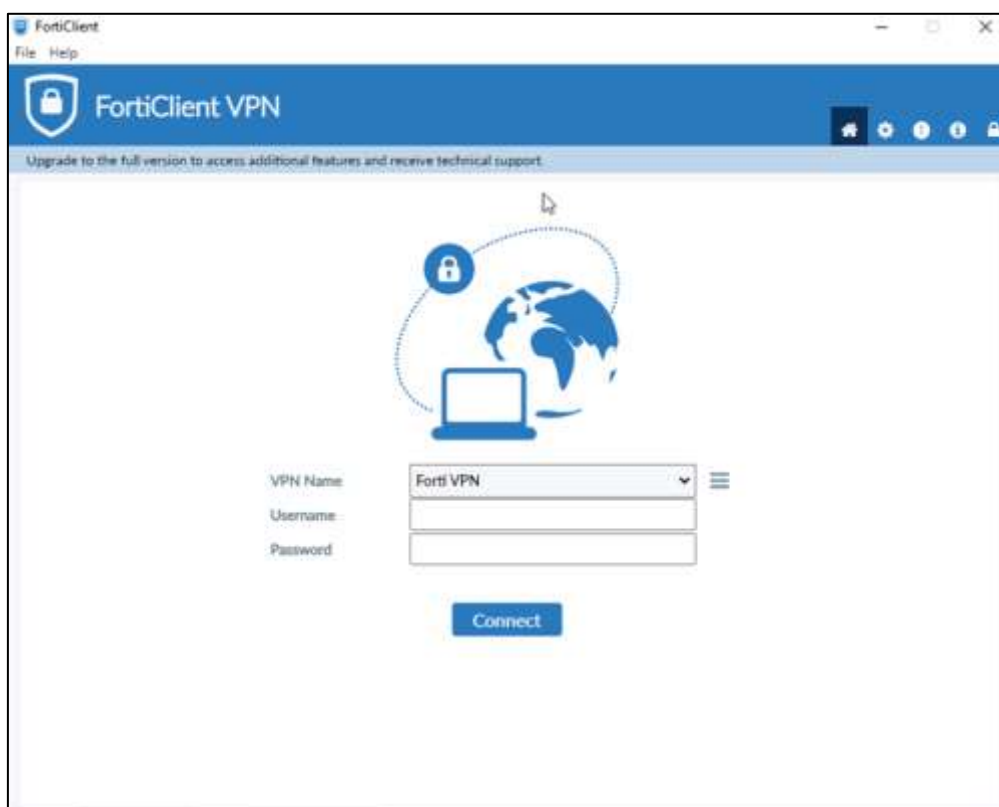 FortiClient
File Help
FortiClient VPN
Upgrade to the full version to access additional features and receive technical support.
VPN Name
Forti VPN
Username
Password
Connect